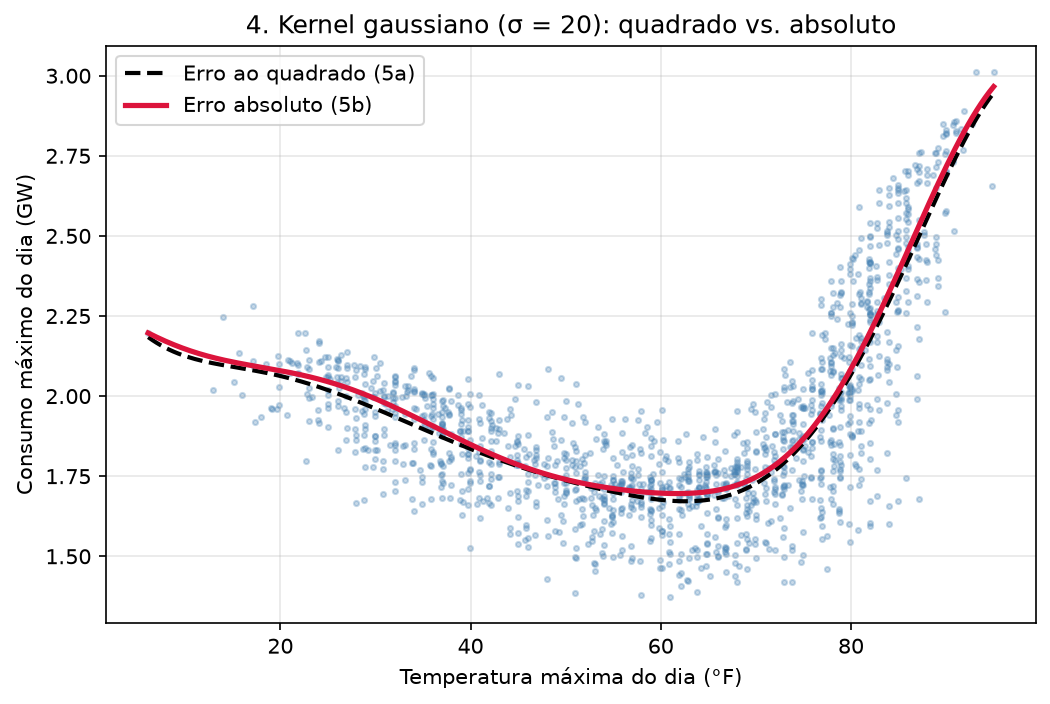 4. Kernel gaussiano (σ = 20): quadrado vs. absoluto
Erro ao quadrado (5a)
Erro absoluto (5b)
Consumo máximo do dia (GW)
3.00
2.75
2.50
2.25
2.00
1.75
1.50
20 40 60 80
Temperatura máxima do dia (°F)